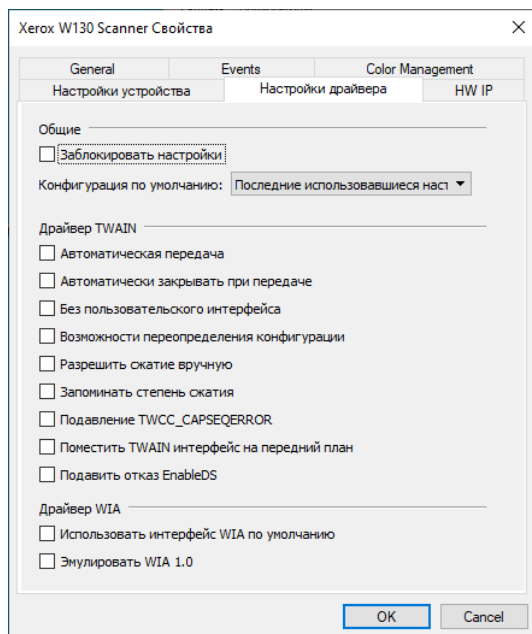 Xerox W130 Scanner Свойства
General Events Color Management
Настройки устройства Настройки драйвера HW IP
Общие
Заблокировать настройки
Конфигурация по умолчанию: Последние использовавшиеся наст
Драйвер TWAIN
Автоматическая передача
Автоматически закрывать при передаче
Без пользовательского интерфейса
Возможности переопределения конфигурации
Разрешить сжатие вручную
Запоминать степень сжатия
Подавление TWCC_CAPSEQERROR
Поместить TWAIN интерфейс на передний план
Подавить отказ EnableDS
Драйвер WIA
Использовать интерфейс WIA по умолчанию
Эмулировать WIA 1.0
OK Cancel